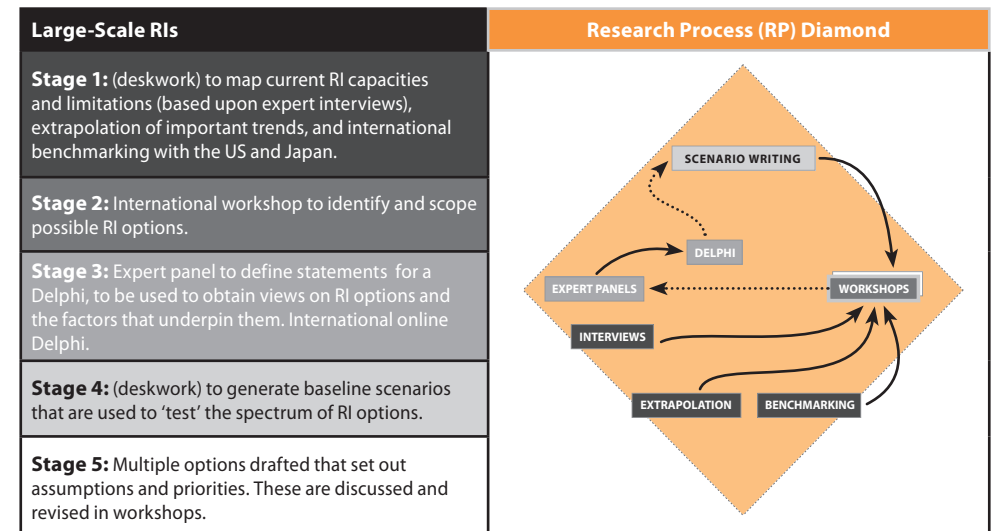 Large-Scale RIs
Research Process (RP) Diamond
Stage 1: (deskwork) to map current RI capacities
and limitations (based upon expert interviews),
extrapolation of important trends, and international
benchmarking with the US and Japan.
Stage 2: International workshop to identify and scope
possible RI options.
Stage 3: Expert panel to define statements for a
Delphi, to be used to obtain views on RI options and
the factors that underpin them. International online
Delphi.
Stage 4: (deskwork) to generate baseline scenarios
that are used to ‘test’ the spectrum of RI options.
Stage 5: Multiple options drafted that set out
assumptions and priorities. These are discussed and
revised in workshops.
SCENARIO WRITING
DELPHI
EXPERT PANELS
WORKSHOPS
INTERVIEWS
EXTRAPOLATION
BENCHMARKING